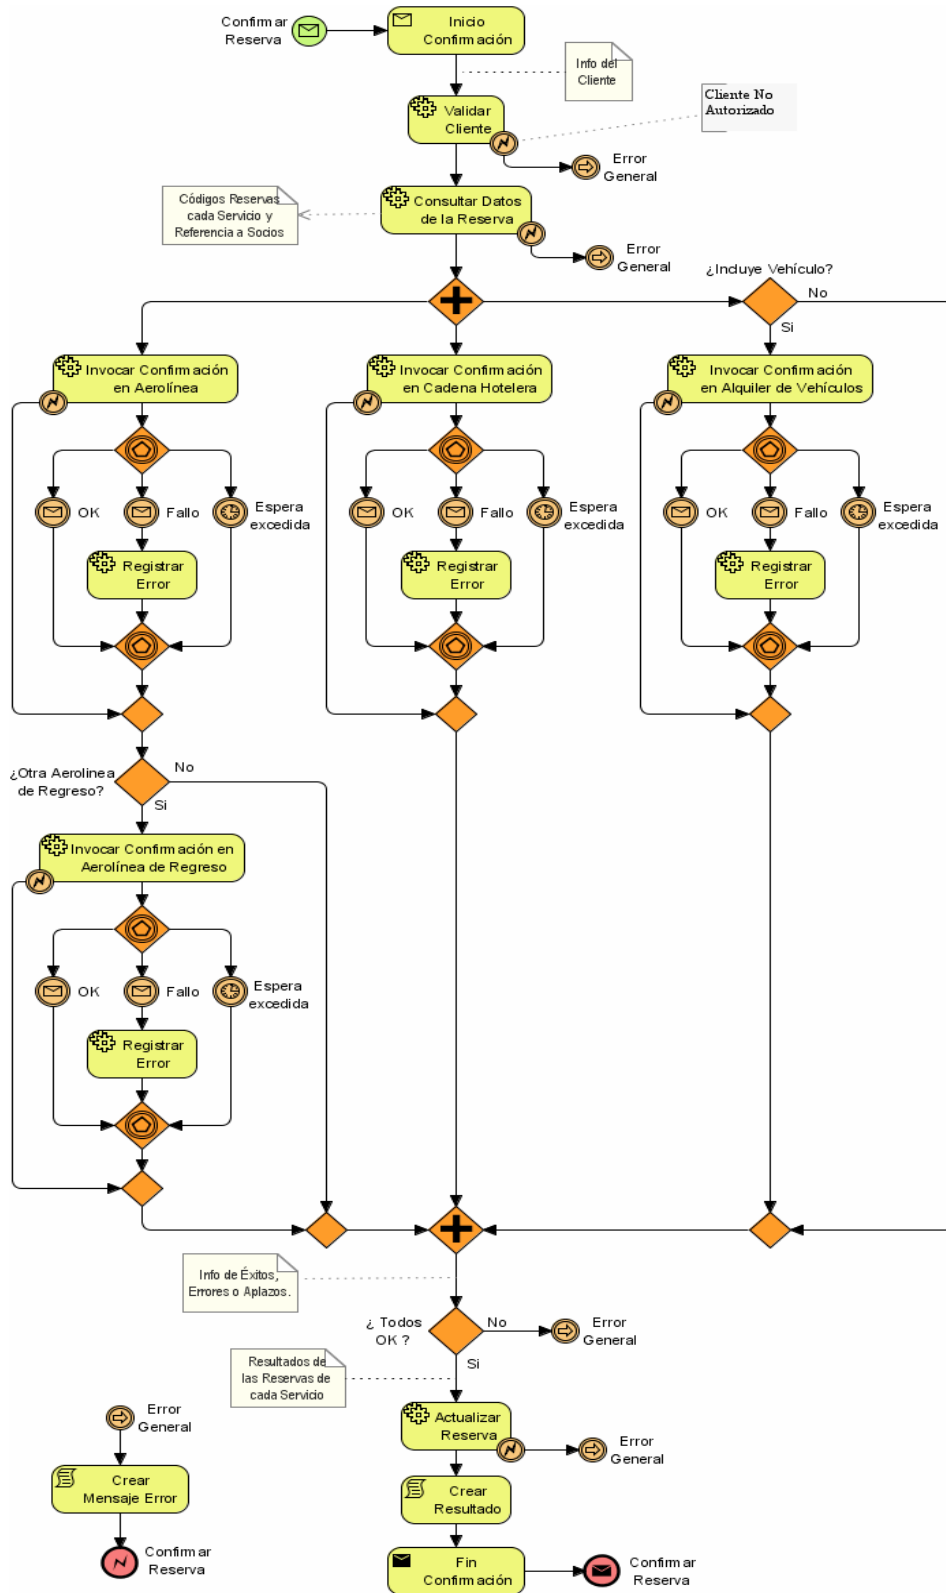 Confirmar
Reserva
Inicio
Confirmación
Info del
Cliente
Cliente No
Autorizado
Validar
Cliente
Error
General
Códigos Reservas
cada Servicio y
Referencia a Socios
Consultar Datos
de la Reserva
Error
General
¿Incluye Vehículo?
No
Si
Invocar Confirmación
en Aerolínea
Invocar Confirmación
en Cadena Hotelera
Invocar Confirmación
en Alquiler de Vehículos
OK
Fallo
Espera
excedida
OK
Fallo
Espera
excedida
OK
Fallo
Espera
excedida
Registrar
Error
Registrar
Error
Registrar
Error
¿Otra Aerolinea
de Regreso?
No
Si
Invocar Confirmación en
Aerolínea de Regreso
OK
Fallo
Espera
excedida
Registrar
Error
Info de Éxitos,
Errores o Aplazos.
¿ Todos
OK ?
No
Error
General
Si
Resultados de
las Reservas de
cada Servicio
Actualizar
Reserva
Error
General
Error
General
Crear
Mensaje Error
Crear
Resultado
Confirmar
Reserva
Fin
Confirmación
Confirmar
Reserva